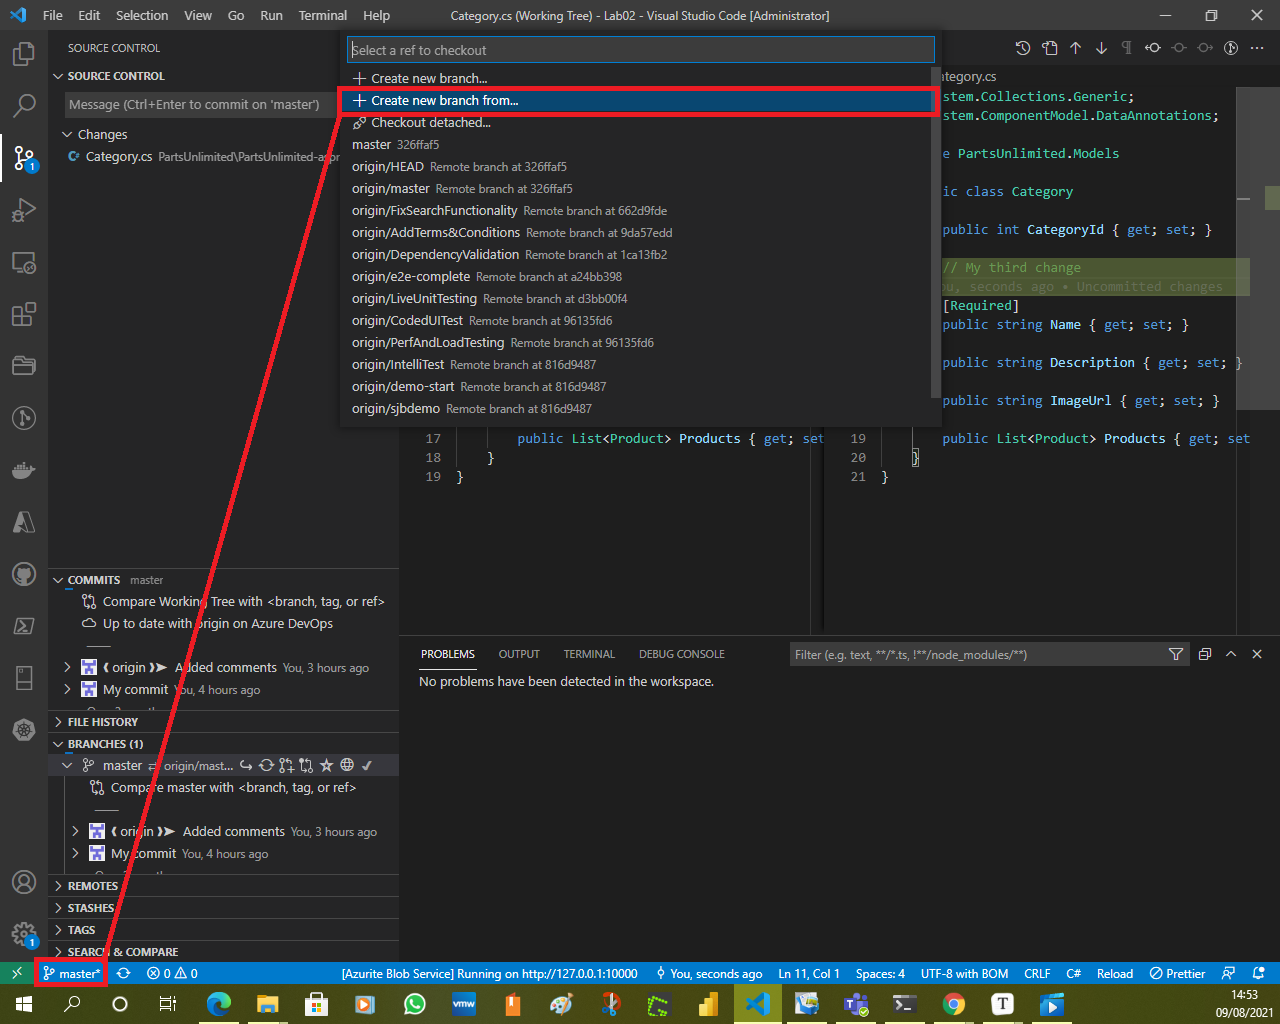 File Edit Selection View Go Run Terminal Help
Category.cs (Working Tree) - Lab02 - Visual Studio Code [Administrator]
SOURCE CONTROL
SOURCE CONTROL
Message (Ctrl+Enter to commit on 'master')
Changes
Category.cs PartsUnlimited\PartsUnlimited-aspn
1
Select a ref to checkout
Create new branch...
Create new branch from...
Checkout detached...
master 326ffaf5
origin/HEAD Remote branch at 326ffaf5
origin/master Remote branch at 326ffaf5
origin/FixSearchFunctionality Remote branch at 662d9fde
origin/AddTerms&Conditions Remote branch at 9da57edd
origin/DependencyValidation Remote branch at 1ca13fb2
origin/e2e-complete Remote branch at a24bb398
origin/LiveUnitTesting Remote branch at d3bb00f4
origin/CodedUITest Remote branch at 96135fd6
origin/PerfAndLoadTesting Remote branch at 96135fd6
origin/IntelliTest Remote branch at 816d9487
origin/demo-start Remote branch at 816d9487
origin/sjbdemo Remote branch at 816d9487
ategory.cs
stem.Collections.Generic;
stem.ComponentModel.DataAnnotations;
e PartsUnlimited.Models
ic class Category
public int CategoryId { get; set; }
// My third change
u, seconds ago • Uncommitted changes
[Required]
public string Name { get; set; }
public string Description { get; set; }
public string ImageUrl { get; set; }
17 public List<Product> Products { get; set
18 }
19 }
19 public List<Product> Products { get; set
20 }
21 }
COMMITS master
Compare Working Tree with <branch, tag, or ref>
Up to date with origin on Azure DevOps
origin Added comments You, 3 hours ago
My commit You, 4 hours ago
FILE HISTORY
BRANCHES (1)
master origin/mast...
Compare master with <branch, tag, or ref>
origin Added comments You, 3 hours ago
My commit You, 4 hours ago
REMOTES
STASHES
TAGS
SEARCH & COMPARE
1
PROBLEMS OUTPUT TERMINAL DEBUG CONSOLE
Filter (e.g. text, **/*.ts, !**/node_modules/**)
No problems have been detected in the workspace.
master* 0 0 [Azurite Blob Service] Running on http://127.0.0.1:10000 You, seconds ago Ln 11, Col 1 Spaces: 4 UTF-8 with BOM CRLF C# Reload Prettier
vmw T
14:53
09/08/2021